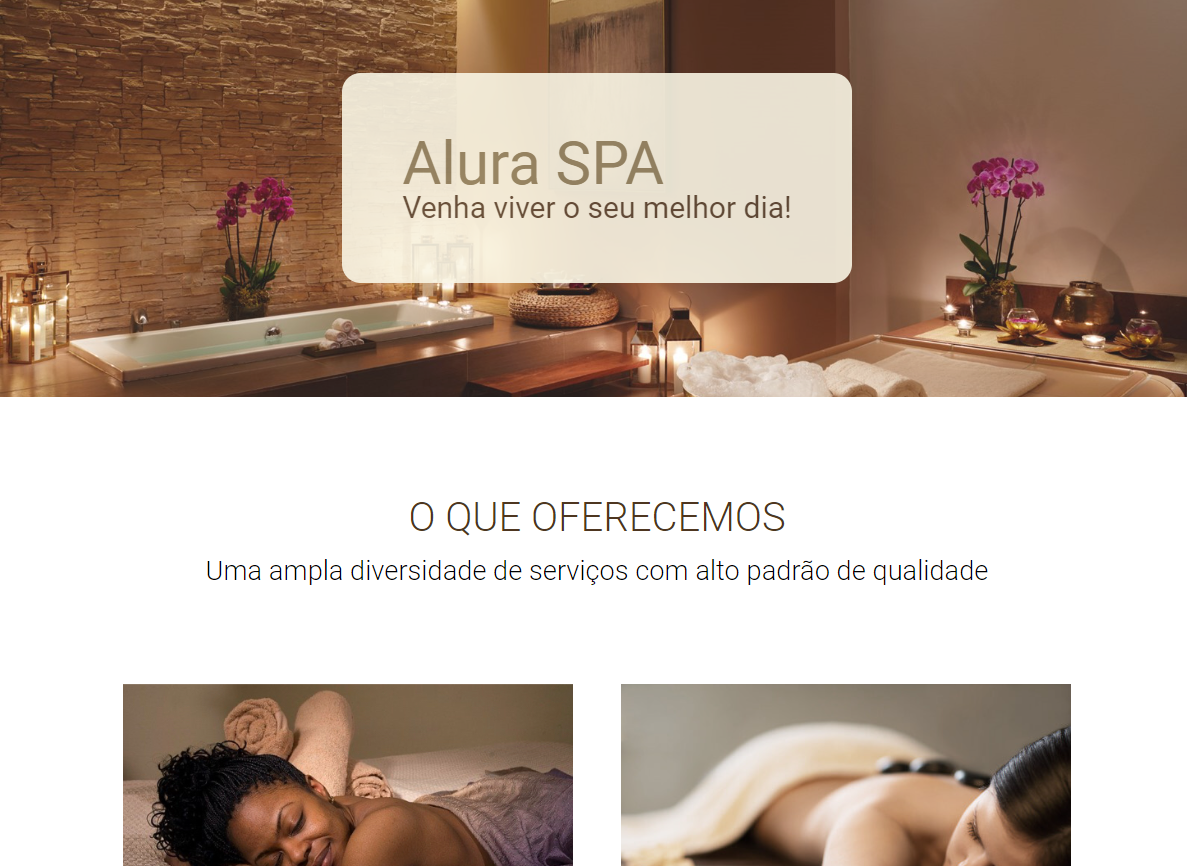 Alura SPA
Venha viver o seu melhor dia!
O QUE OFERECEMOS
Uma ampla diversidade de serviços com alto padrão de qualidade